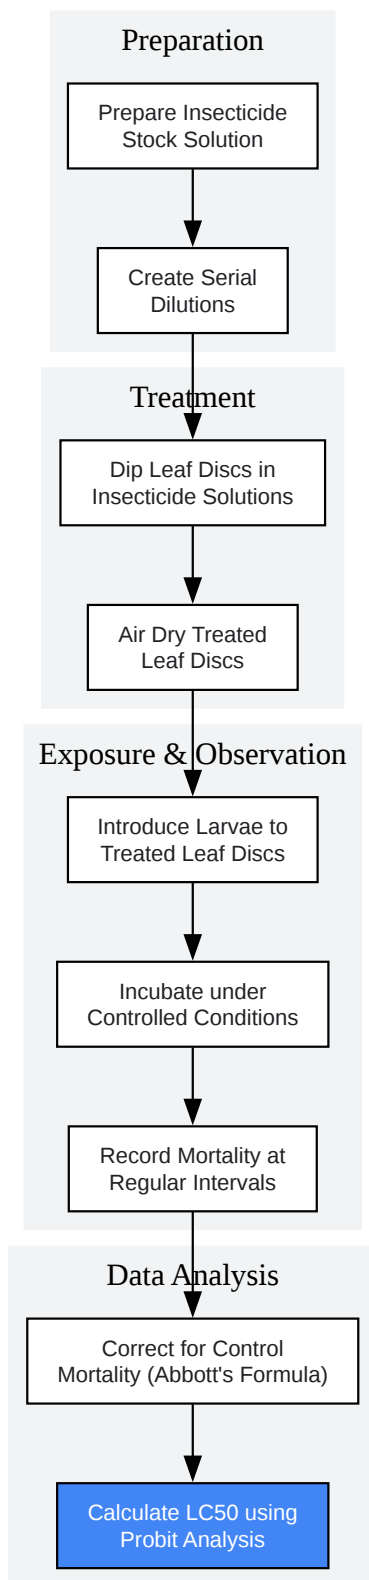 Preparation
Prepare Insecticide
Stock Solution
Create Serial
Dilutions
Treatment
Dip Leaf Discs in
Insecticide Solutions
Air Dry Treated
Leaf Discs
Exposure & Observation
Introduce Larvae to
Treated Leaf Discs
Incubate under
Controlled Conditions
Record Mortality at
Regular Intervals
Data Analysis
Correct for Control
Mortality (Abbott's Formula)
Calculate LC50 using
Probit Analysis